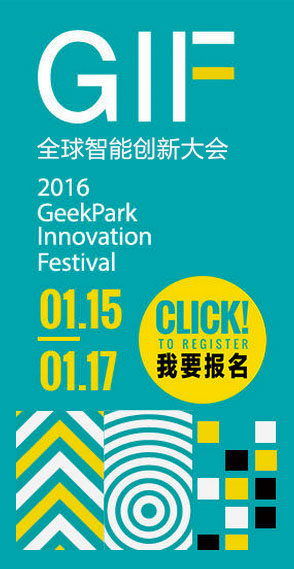 GIF
全球智能创新大会
2016
GeekPark
Innovation
Festival
01.15
01.17
CLICK!
TO REGISTER
我要报名